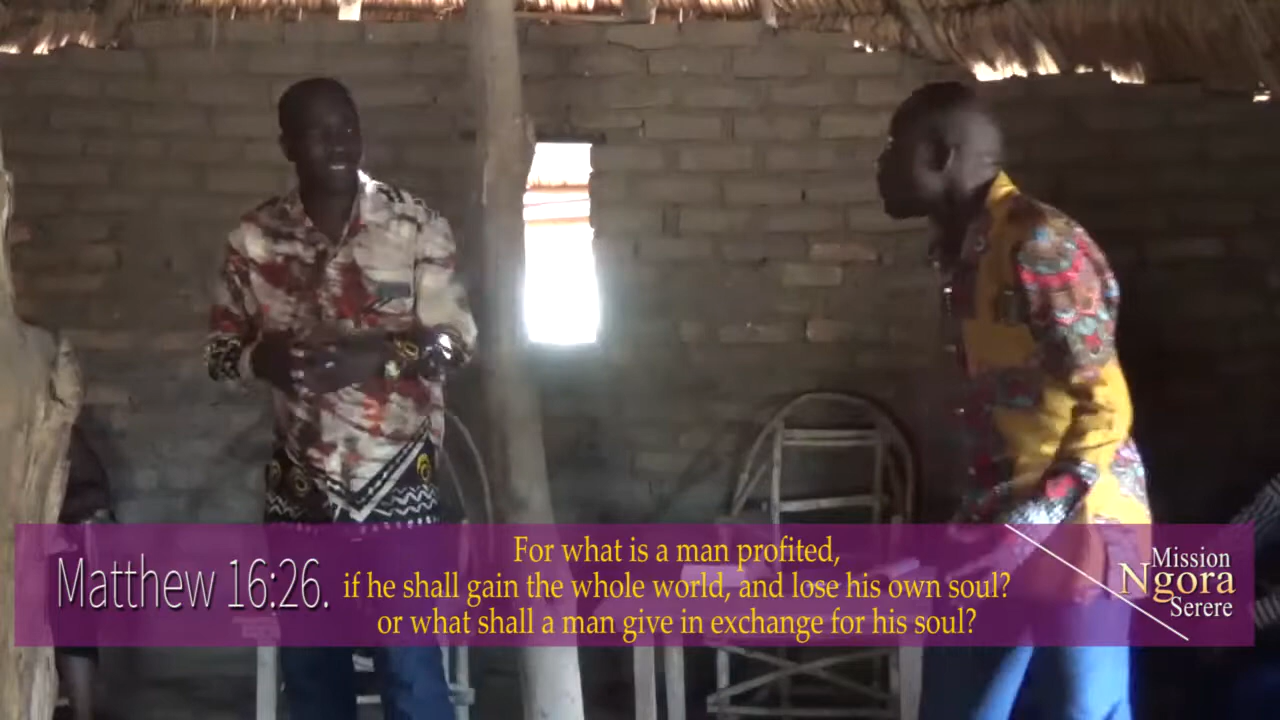 Matthew 16:26.
For what is a man profited,
if he shall gain the whole world, and lose his own soul?
or what shall a man give in exchange for his soul?
Mission
Ngora
Serere